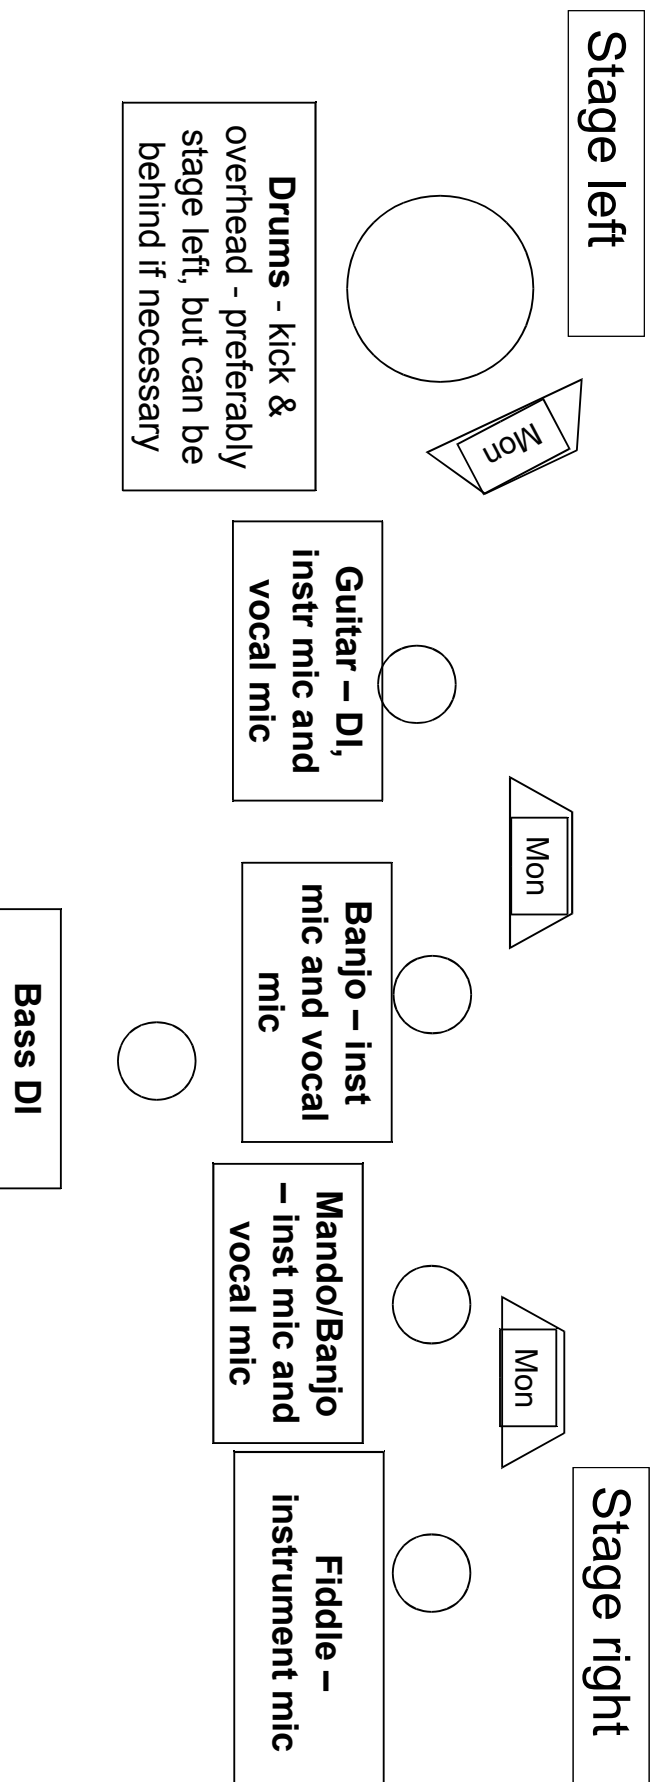 Stage left
Stage right
Mon
Mon
Mon
Drums - kick &
overhead - preferably
stage left, but can be
behind if necessary
Guitar – DI,
instr mic and
vocal mic
Banjo – inst
mic and vocal
mic
Mando/Banjo
– inst mic and
vocal mic
Fiddle –
instrument mic
Bass DI